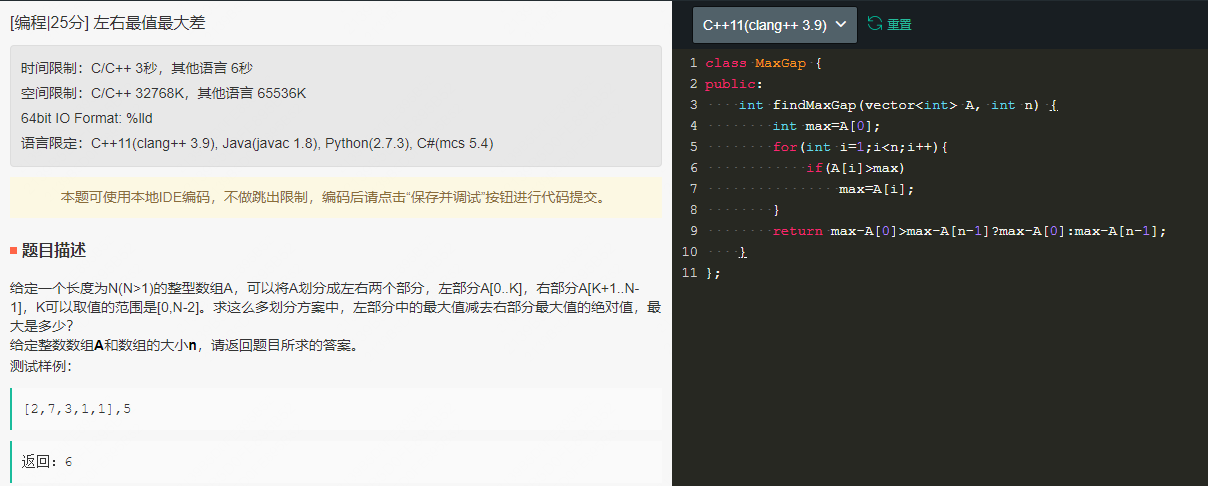 [编程|25分] 左右最值最大差
时间限制：C/C++ 3秒，其他语言 6秒
空间限制：C/C++ 32768K，其他语言 65536K
64bit IO Format: %lld
语言限定：C++11(clang++ 3.9), Java(javac 1.8), Python(2.7.3), C#(mcs 5.4)
本题可使用本地IDE编码，不做跳出限制，编码后请点击“保存并调试”按钮进行代码提交。
题目描述
给定一个长度为N(N>1)的整型数组A，可以将A划分成左右两个部分，左部分A[0..K]，右部分A[K+1..N-
1]，K可以取值的范围是[0,N-2]。求这么多划分方案中，左部分中的最大值减去右部分最大值的绝对值，最
大是多少？
给定整数数组A和数组的大小n，请返回题目所求的答案。
测试样例：
[2,7,3,1,1],5
返回：6
C++11(clang++ 3.9)
重置
1 class MaxGap {
2 public:
3     int findMaxGap(vector<int> A, int n) {
4         int max=A[0];
5         for(int i=1;i<n;i++){
6             if(A[i]>max)
7                 max=A[i];
8         }
9         return max-A[0]>max-A[n-1]?max-A[0]:max-A[n-1];
10     }
11 };